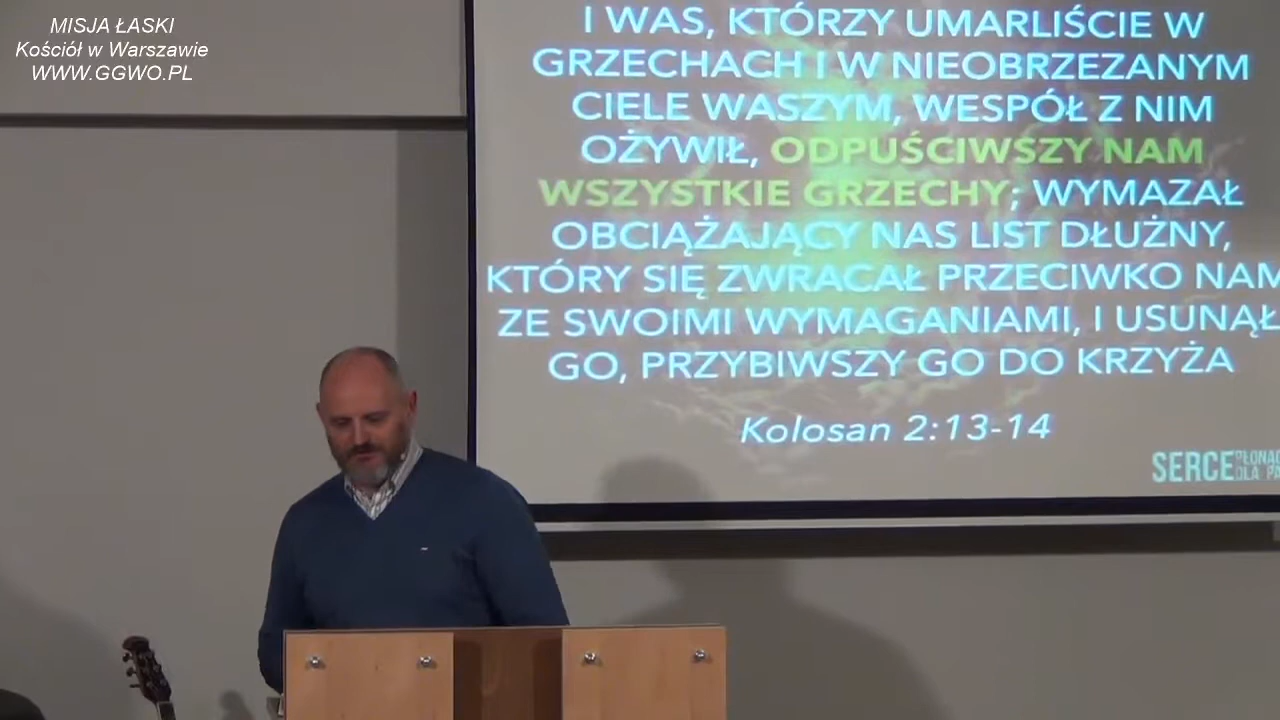 MISJA ŁASKI
Kościół w Warszawie
WWW.GGWO.PL
I WAS, KTÓRZY UMARLIŚCIE W
GRZECHACH I W NIEOBRZEZANYM
CIELE WASZYM, WESPÓŁ Z NIM
OŻYWIŁ, ODPUŚCIWSZY NAM
WSZYSTKIE GRZECHY; WYMAZAŁ
OBCIĄŻAJĄCY NAS LIST DŁUŻNY,
KTÓRY SIĘ ZWRACAŁ PRZECIWKO NAM
ZE SWOIMI WYMAGANIAMI, I USUNĄŁ
GO, PRZYBIWSZY GO DO KRZYŻA
Kolosan 2:13-14
SERCE
DLA